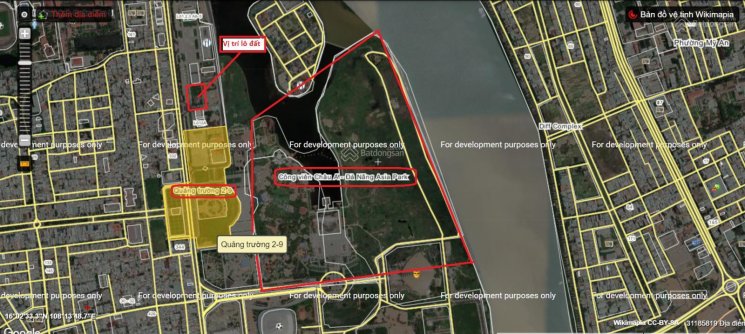 Thêm địa điểm
Bản đồ vệ tinh Wikimapia
Vị trí lô đất
Phường Mỹ An
For development purposes only
For development purposes only
For development purposes only
For development purposes only
For development purposes only
DIff Complex
Batdongsan
Công viên Châu Á - Đà Nẵng Asia Park
Quảng trường 2-9
Quảng trường 2-9
344
For development purposes only
For development purposes only
For development purposes only
For development purposes only
For development purposes only
Google
Wikimapia CC-BY-SA